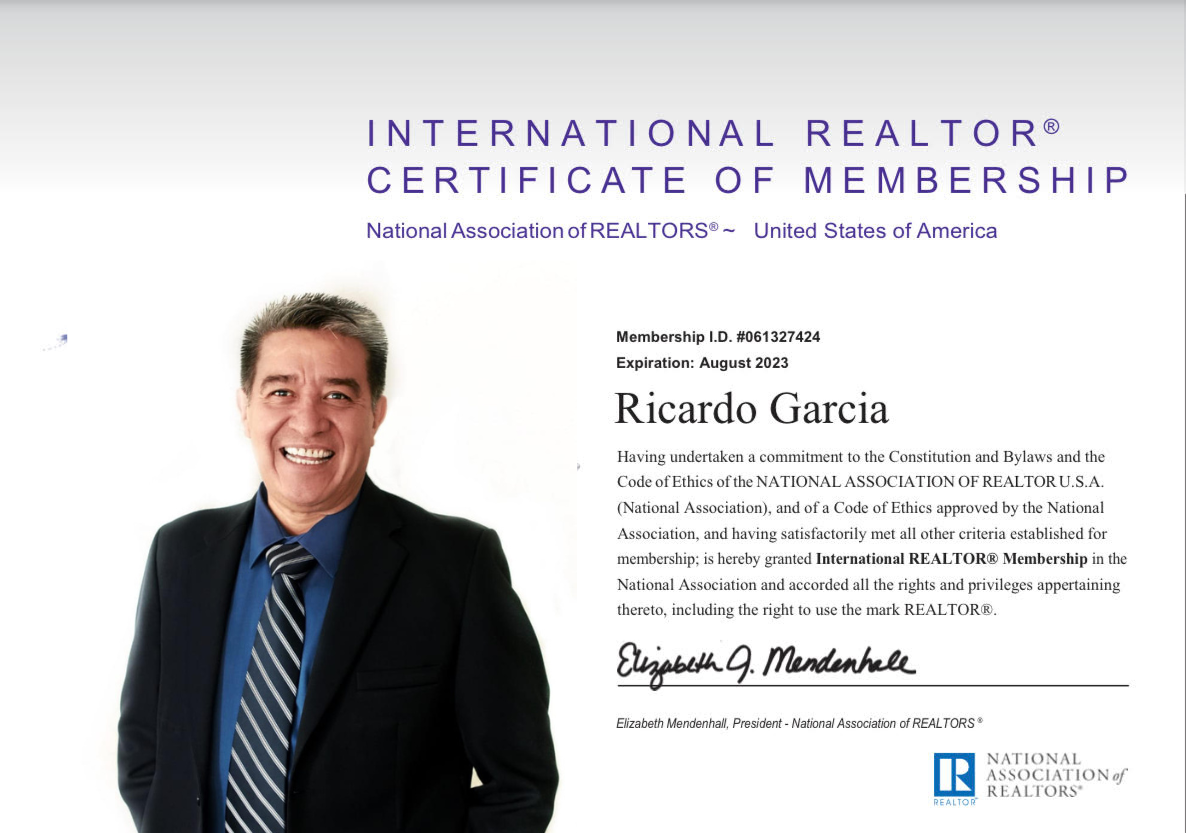 INTERNATIONAL REALTOR®
CERTIFICATE OF MEMBERSHIP
National Association of REALTORS® ~ United States of America
Membership I.D. #061327424
Expiration: August 2023
Ricardo Garcia
Having undertaken a commitment to the Constitution and Bylaws and the
Code of Ethics of the NATIONAL ASSOCIATION OF REALTOR U.S.A.
(National Association), and of a Code of Ethics approved by the National
Association, and having satisfactorily met all other criteria established for
membership; is hereby granted International REALTOR® Membership in the
National Association and accorded all the rights and privileges appertaining
thereto, including the right to use the mark REALTOR®.
Elizabeth J. Mendenhall
Elizabeth Mendenhall, President - National Association of REALTORS ®
R
REALTOR®
NATIONAL
ASSOCIATION of
REALTORS®